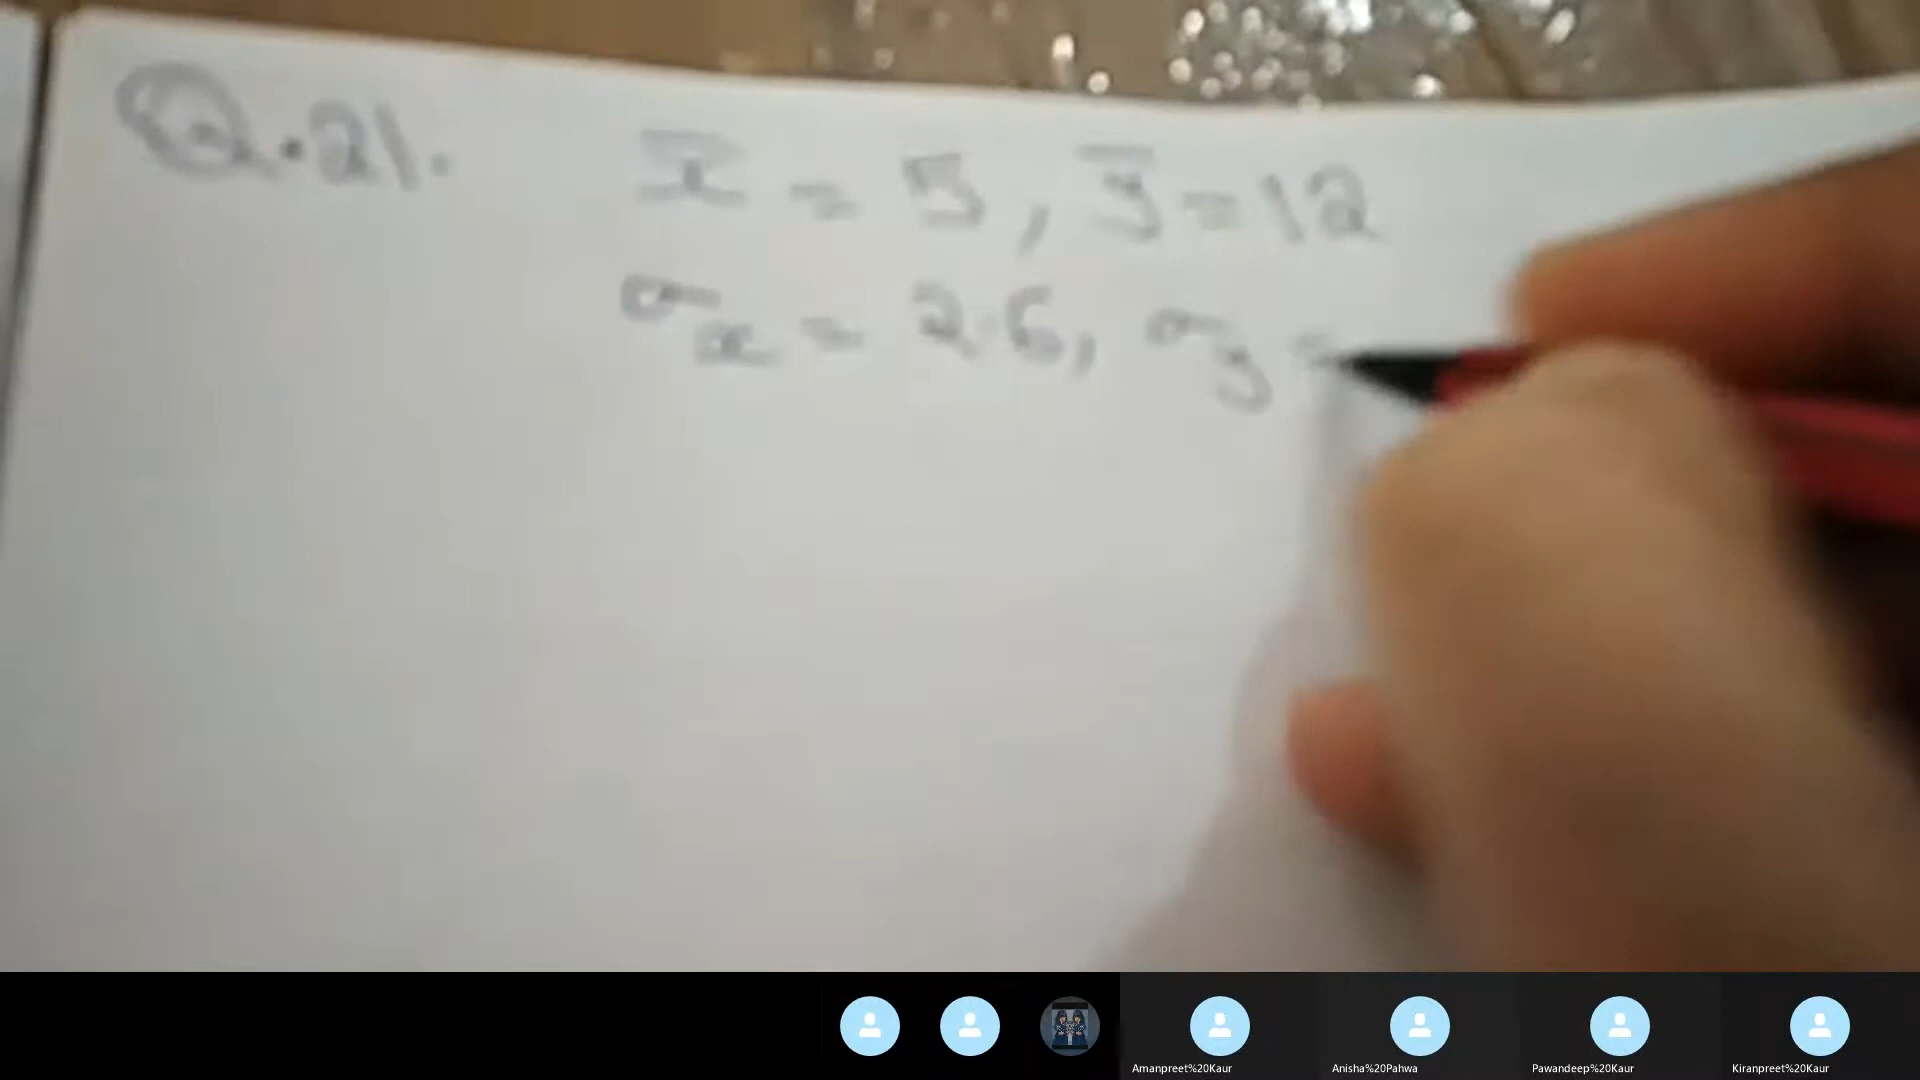 Q.21. x̄ = 5, ȳ = 12
σx = 2.6, σy =
Amanpreet%20Kaur Anisha%20Pahwa Pawandeep%20Kaur Kiranpreet%20Kaur